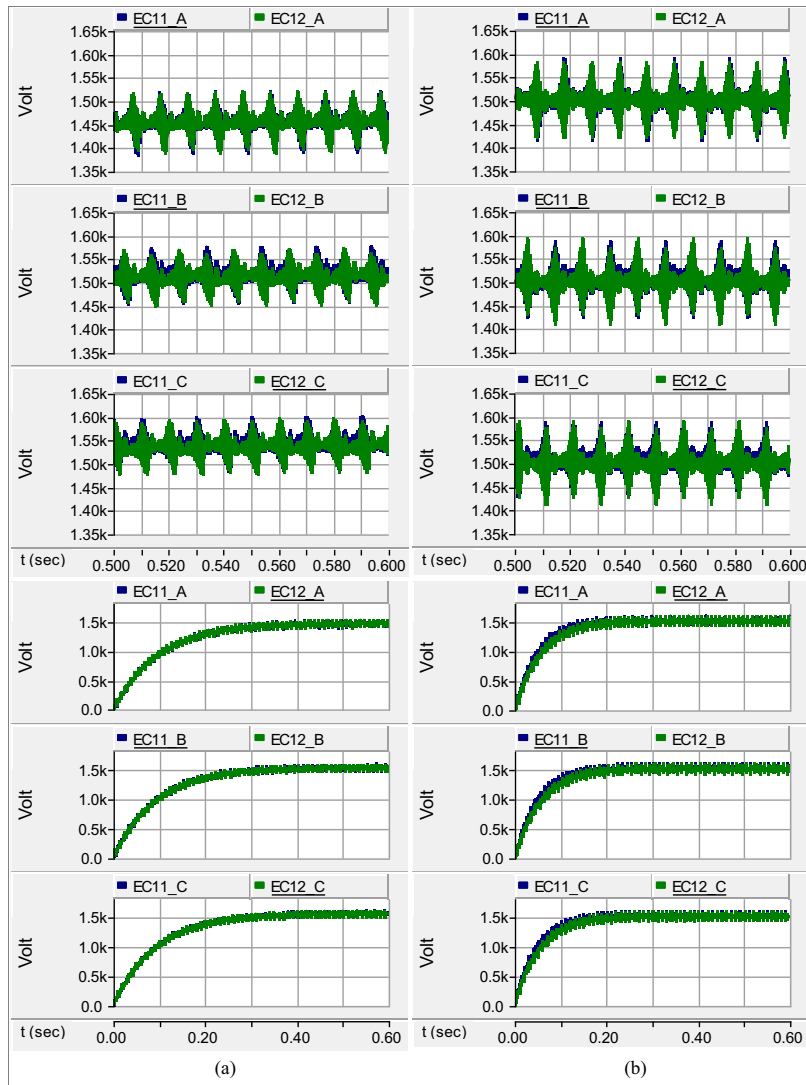 EC11_A EC12_A
1.65k
1.60k
1.55k
1.50k
1.45k
1.40k
1.35k
Volt
EC11_B EC12_B
1.65k
1.60k
1.55k
1.50k
1.45k
1.40k
1.35k
Volt
EC11_C EC12_C
1.65k
1.60k
1.55k
1.50k
1.45k
1.40k
1.35k
Volt
t (sec) 0.500 0.520 0.540 0.560 0.580 0.600
EC11_A EC12_A
1.5k
1.0k
0.5k
0.0
Volt
EC11_B EC12_B
1.5k
1.0k
0.5k
0.0
Volt
EC11_C EC12_C
1.5k
1.0k
0.5k
0.0
Volt
t (sec) 0.00 0.20 0.40 0.60
(a)
EC11_A EC12_A
1.65k
1.60k
1.55k
1.50k
1.45k
1.40k
1.35k
Volt
EC11_B EC12_B
1.65k
1.60k
1.55k
1.50k
1.45k
1.40k
1.35k
Volt
EC11_C EC12_C
1.65k
1.60k
1.55k
1.50k
1.45k
1.40k
1.35k
Volt
t (sec) 0.500 0.520 0.540 0.560 0.580 0.600
EC11_A EC12_A
1.5k
1.0k
0.5k
0.0
Volt
EC11_B EC12_B
1.5k
1.0k
0.5k
0.0
Volt
EC11_C EC12_C
1.5k
1.0k
0.5k
0.0
Volt
t (sec) 0.00 0.10 0.20 0.30 0.40 0.60
(b)